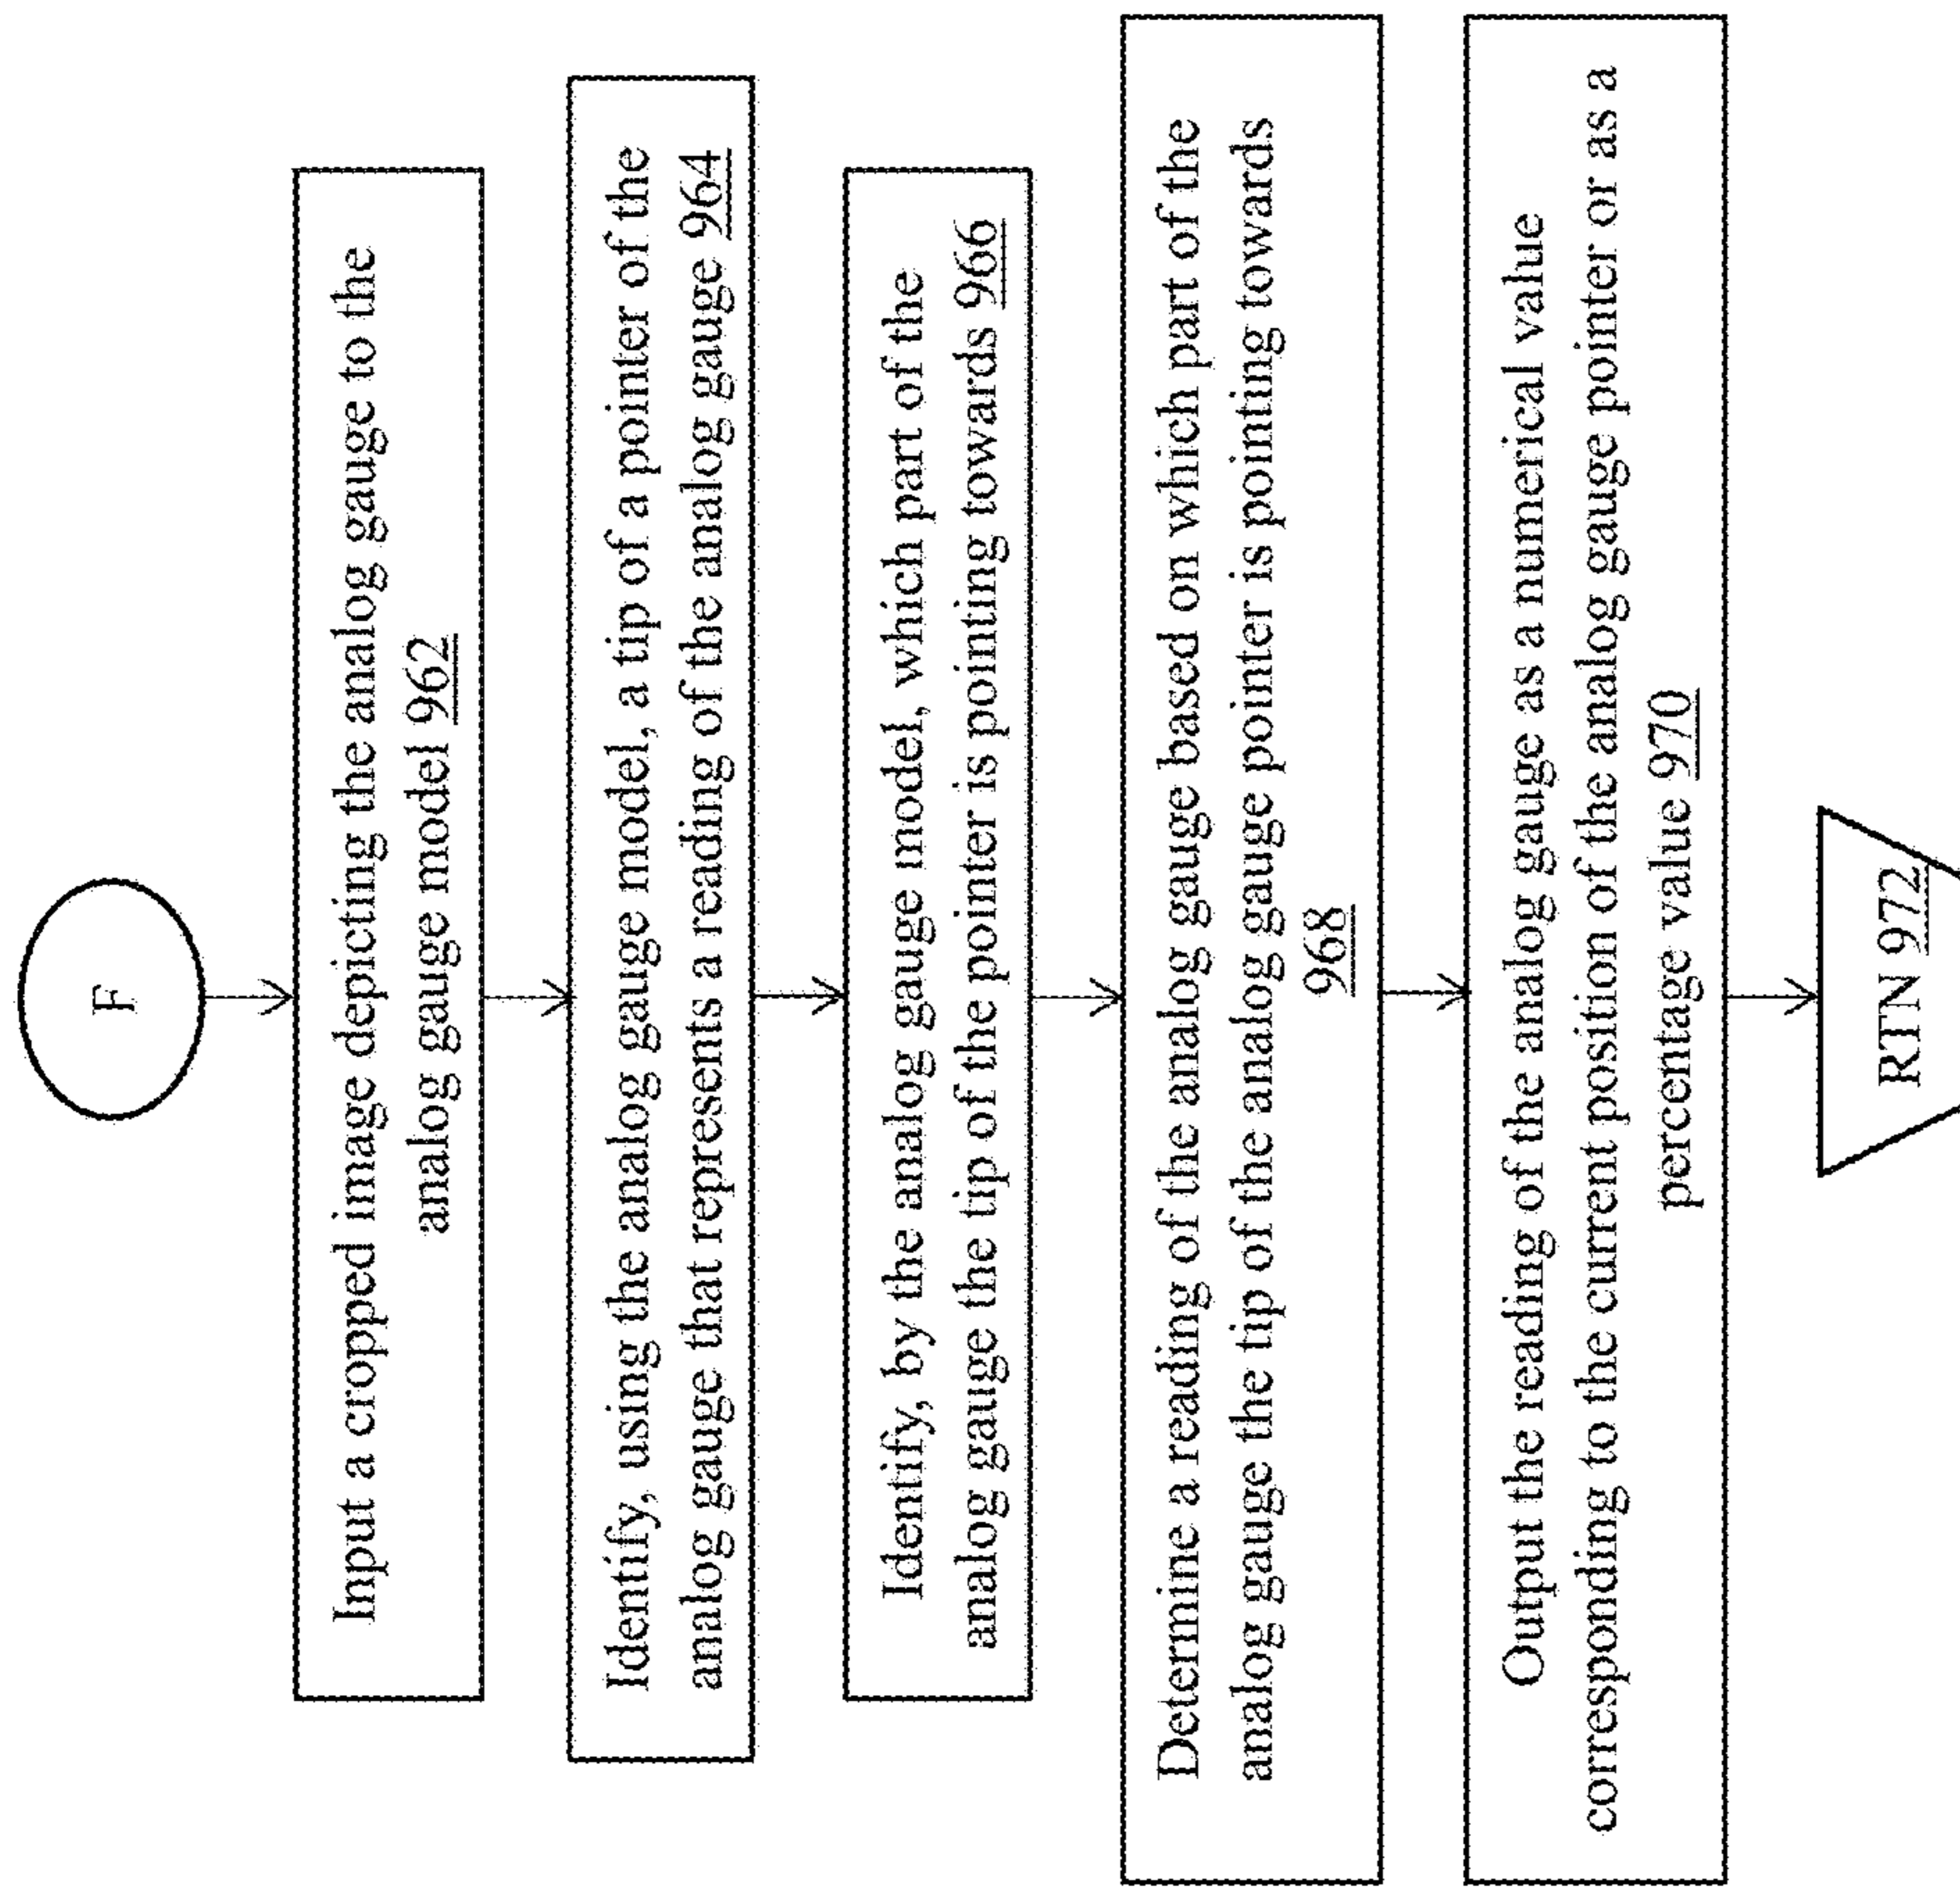 F
Input a cropped image depicting the analog gauge to the
analog gauge model 962
Identify, using the analog gauge model, a tip of a pointer of the
analog gauge that represents a reading of the analog gauge 964
Identify, by the analog gauge model, which part of the
analog gauge the tip of the pointer is pointing towards 966
Determine a reading of the analog gauge based on which part of the
analog gauge the tip of the analog gauge pointer is pointing towards
968
Output the reading of the analog gauge as a numerical value
corresponding to the current position of the analog gauge pointer or as a
percentage value 970
RTN 972